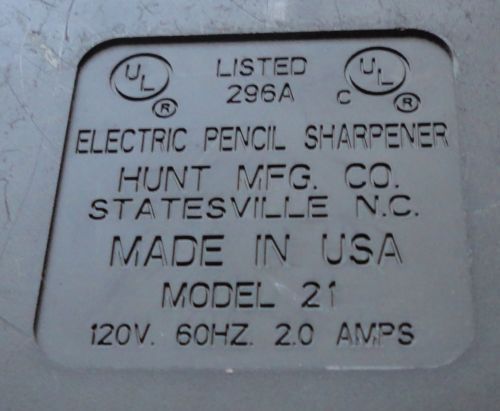 UL ® LISTED C UL ®
296A
ELECTRIC PENCIL SHARPENER
HUNT MFG. CO.
STATESVILLE N.C.
MADE IN USA
MODEL 21
120V. 60HZ. 2.0 AMPS